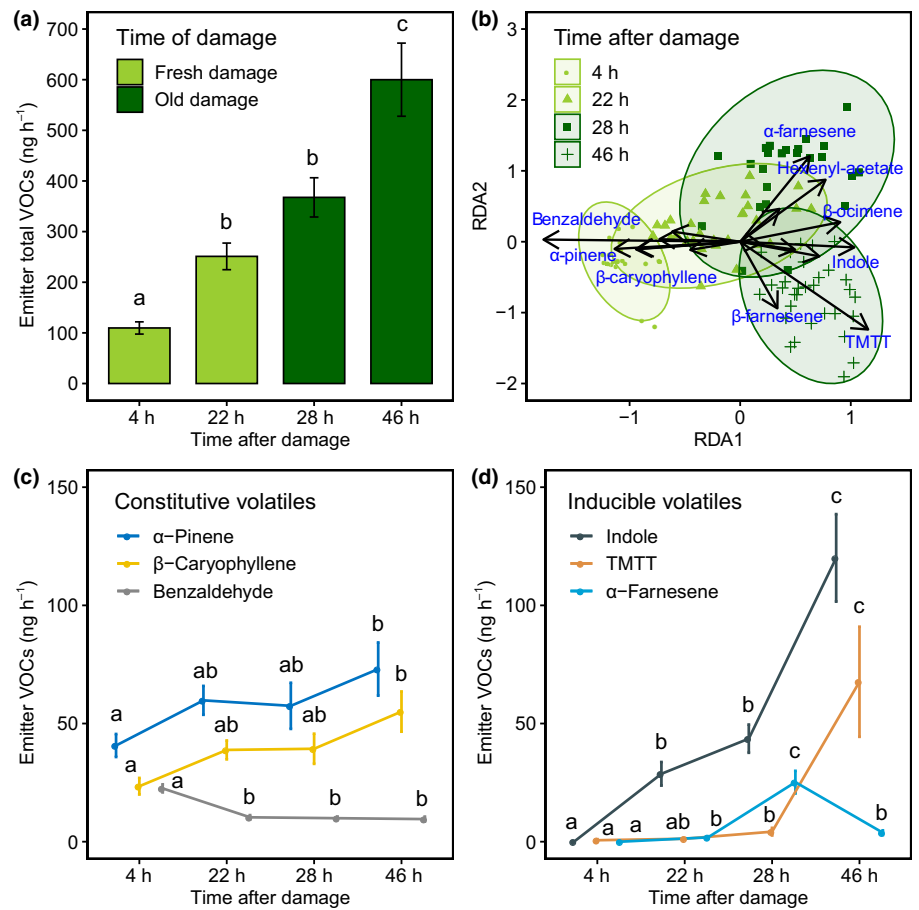 (a)
Time of damage
Fresh damage
Old damage
a
b
b
c
700
600
500
400
300
200
100
0
Emitter total VOCs (ng h⁻¹)
4 h
22 h
28 h
46 h
Time after damage
(b)
Time after damage
4 h
22 h
28 h
46 h
3
2
1
0
−1
−2
RDA2
α-farnesene
Hexenyl-acetate
β-ocimene
Benzaldehyde
α-pinene
β-caryophyllene
Indole
β-farnesene
TMTT
−1
0
1
RDA1
(c)
Constitutive volatiles
α−Pinene
β−Caryophyllene
Benzaldehyde
150
100
50
0
Emitter VOCs (ng h⁻¹)
a
ab
ab
b
a
ab
ab
b
a
b
b
b
4 h
22 h
28 h
46 h
Time after damage
(d)
Inducible volatiles
Indole
TMTT
α−Farnesene
150
100
50
0
Emitter VOCs (ng h⁻¹)
c
c
b
b
c
a
a
a
ab
b
b
b
4 h
22 h
28 h
46 h
Time after damage